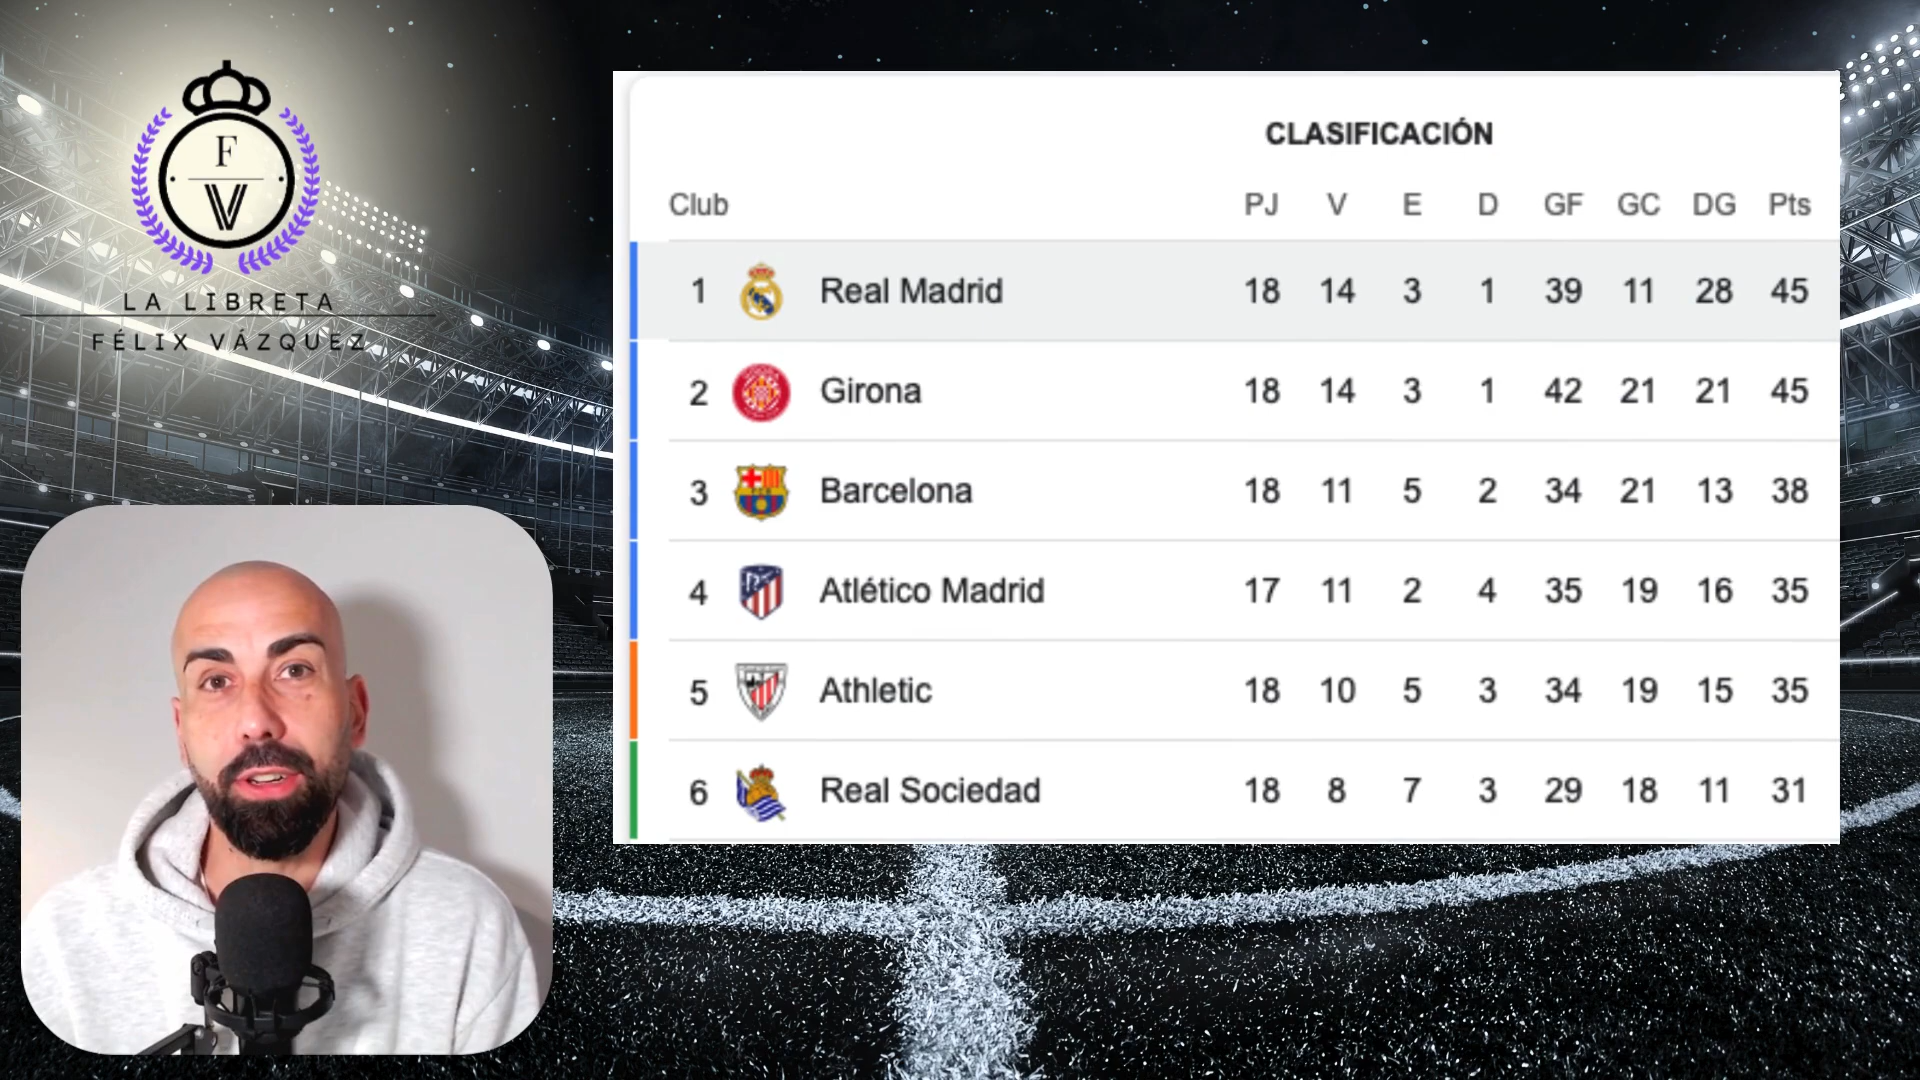 F
V
LA LIBRETA
FÉLIX VÁZQUEZ
CLASIFICACIÓN
Club PJ V E D GF GC DG Pts
1 Real Madrid 18 14 3 1 39 11 28 45
2 Girona 18 14 3 1 42 21 21 45
3 Barcelona 18 11 5 2 34 21 13 38
4 Atlético Madrid 17 11 2 4 35 19 16 35
5 Athletic 18 10 5 3 34 19 15 35
6 Real Sociedad 18 8 7 3 29 18 11 31